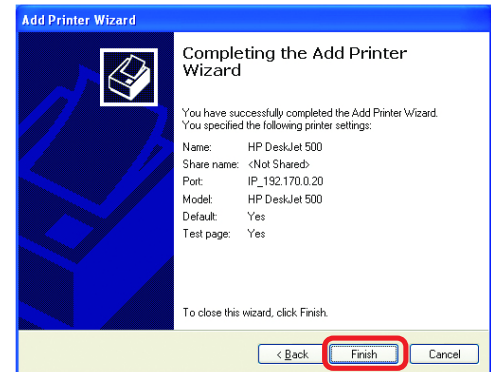 Add Printer Wizard
Completing the Add Printer
Wizard
You have successfully completed the Add Printer Wizard.
You specified the following printer settings:
Name: HP DeskJet 500
Share name: <Not Shared>
Port: IP_192.170.0.20
Model: HP DeskJet 500
Default: Yes
Test page: Yes
To close this wizard, click Finish.
< Back Finish Cancel